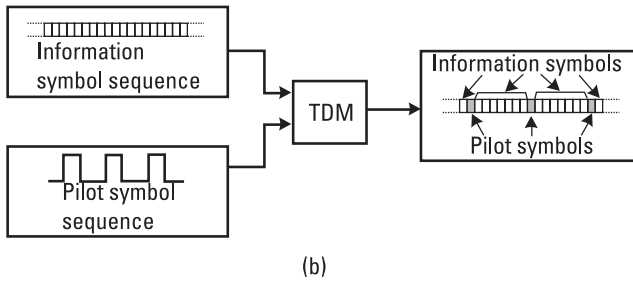 Information
symbol sequence
Pilot symbol
sequence
TDM
Information symbols
Pilot symbols
(b)